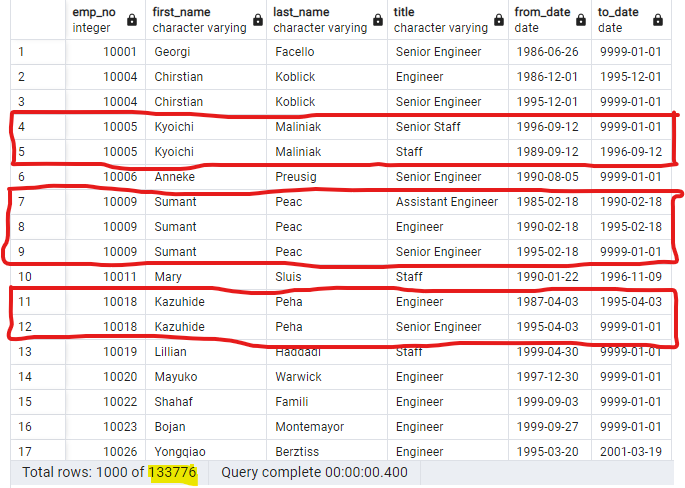 emp_no first_name last_name title from_date to_date
integer character varying character varying character varying date date
1 10001 Georgi Facello Senior Engineer 1986-06-26 9999-01-01
2 10004 Chirstian Koblick Engineer 1986-12-01 1995-12-01
3 10004 Chirstian Koblick Senior Engineer 1995-12-01 9999-01-01
4 10005 Kyoichi Maliniak Senior Staff 1996-09-12 9999-01-01
5 10005 Kyoichi Maliniak Staff 1989-09-12 1996-09-12
6 10006 Anneke Preusig Senior Engineer 1990-08-05 9999-01-01
7 10009 Sumant Peac Assistant Engineer 1985-02-18 1990-02-18
8 10009 Sumant Peac Engineer 1990-02-18 1995-02-18
9 10009 Sumant Peac Senior Engineer 1995-02-18 9999-01-01
10 10011 Mary Sluis Staff 1990-01-22 1996-11-09
11 10018 Kazuhide Peha Engineer 1987-04-03 1995-04-03
12 10018 Kazuhide Peha Senior Engineer 1995-04-03 9999-01-01
13 10019 Lillian Haddadi Staff 1999-04-30 9999-01-01
14 10020 Mayuko Warwick Engineer 1997-12-30 9999-01-01
15 10022 Shahaf Famili Engineer 1999-09-03 9999-01-01
16 10023 Bojan Montemayor Engineer 1999-09-27 9999-01-01
17 10026 Yongqiao Berztiss Engineer 1995-03-20 2001-03-19
Total rows: 1000 of 133776 Query complete 00:00:00.400